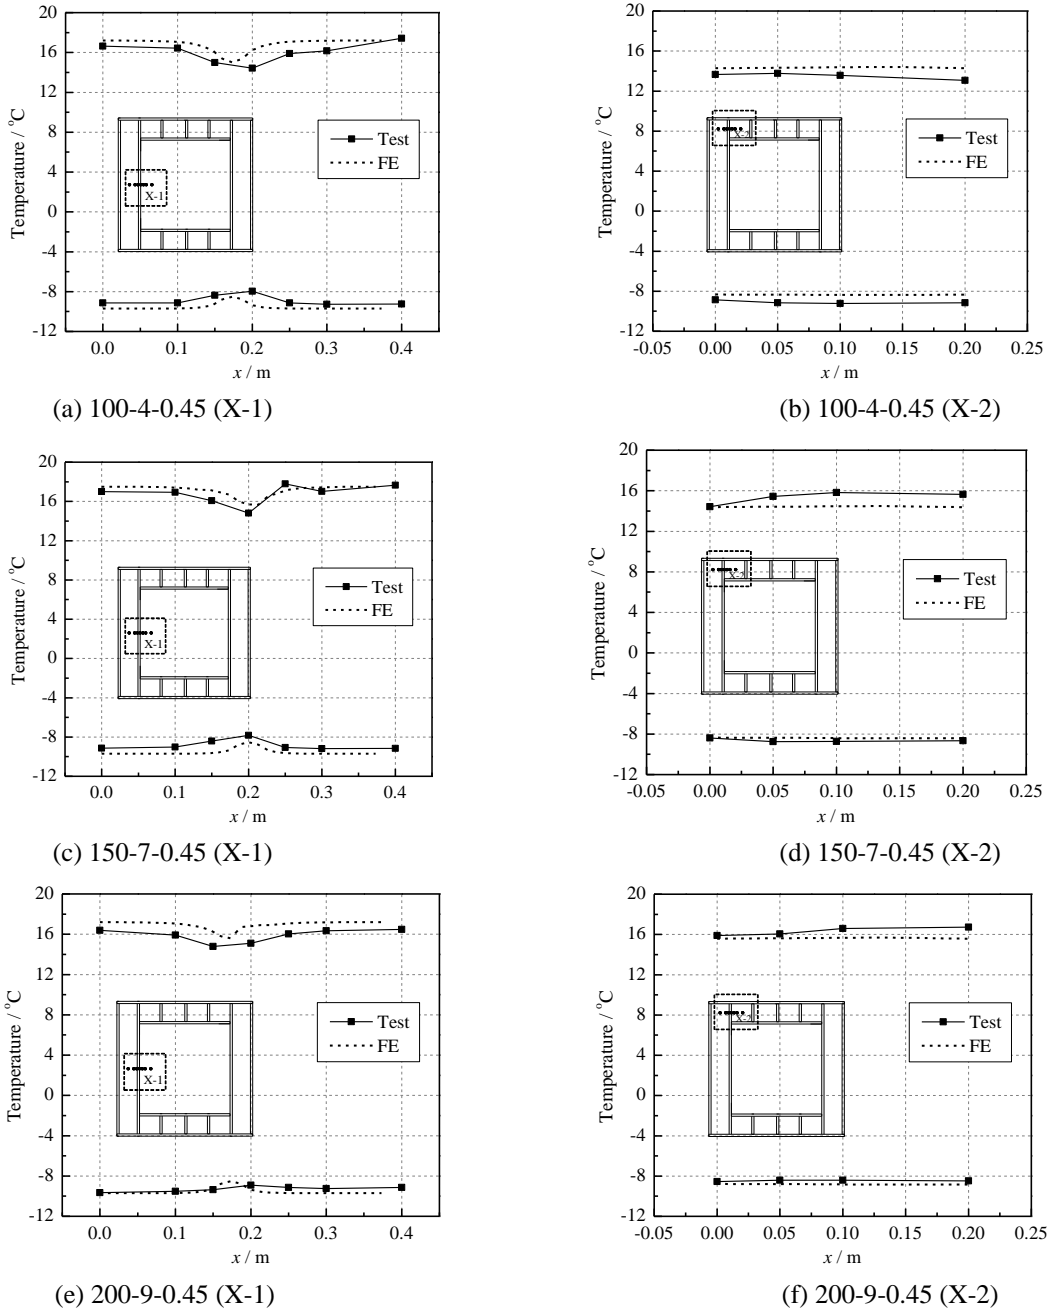 20
16
12
8
4
0
-4
-8
-12
Temperature / °C
X-1
Test
FE
0.0 0.1 0.2 0.3 0.4
x / m
(a) 100-4-0.45 (X-1)
20
16
12
8
4
0
-4
-8
-12
Temperature / °C
X-2
Test
FE
-0.05 0.00 0.05 0.10 0.15 0.20 0.25
x / m
(b) 100-4-0.45 (X-2)
20
16
12
8
4
0
-4
-8
-12
Temperature / °C
X-1
Test
FE
0.0 0.1 0.2 0.3 0.4
x / m
(c) 150-7-0.45 (X-1)
20
16
12
8
4
0
-4
-8
-12
Temperature / °C
X-2
Test
FE
-0.05 0.00 0.05 0.10 0.15 0.20 0.25
x / m
(d) 150-7-0.45 (X-2)
20
16
12
8
4
0
-4
-8
-12
Temperature / °C
X-1
Test
FE
0.0 0.1 0.2 0.3 0.4
x / m
(e) 200-9-0.45 (X-1)
20
16
12
8
4
0
-4
-8
-12
Temperature / °C
X-2
Test
FE
-0.05 0.00 0.05 0.10 0.15 0.20 0.25
x / m
(f) 200-9-0.45 (X-2)